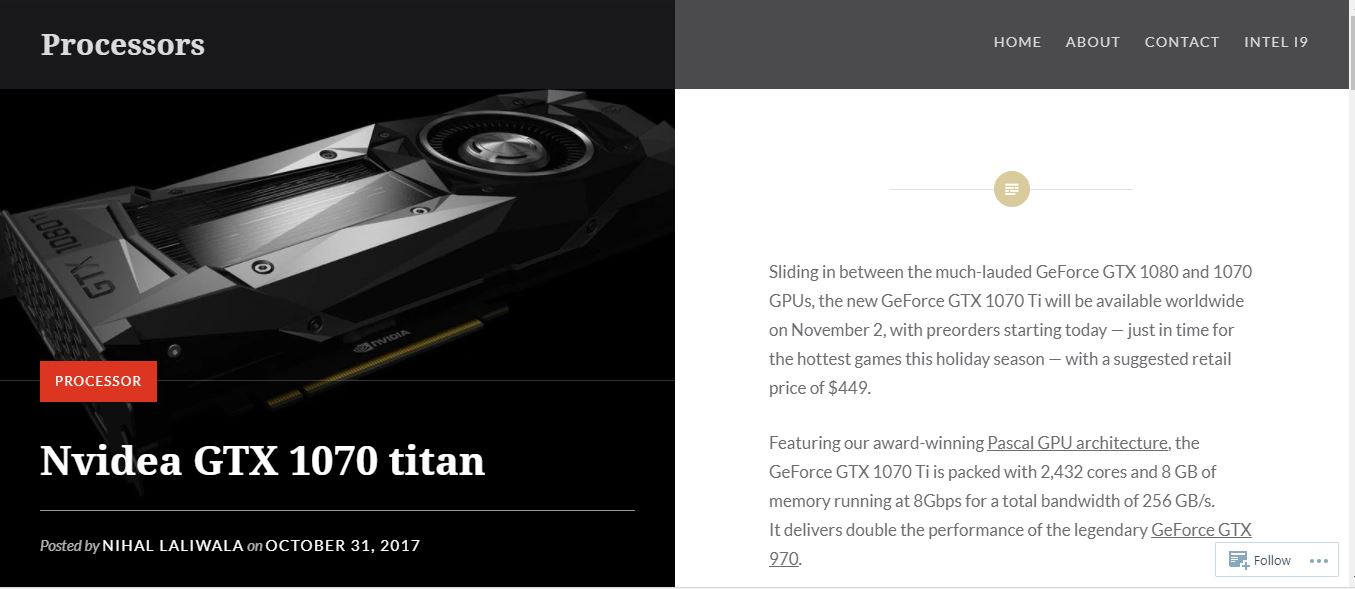 Processors
HOME ABOUT CONTACT INTEL I9
GTX 1080 Ti
NVIDIA
PROCESSOR
Nvidea GTX 1070 titan
Posted by NIHAL LALIWALA on OCTOBER 31, 2017
Sliding in between the much-lauded GeForce GTX 1080 and 1070
GPUs, the new GeForce GTX 1070 Ti will be available worldwide
on November 2, with preorders starting today — just in time for
the hottest games this holiday season — with a suggested retail
price of $449.
Featuring our award-winning Pascal GPU architecture, the
GeForce GTX 1070 Ti is packed with 2,432 cores and 8 GB of
memory running at 8Gbps for a total bandwidth of 256 GB/s.
It delivers double the performance of the legendary GeForce GTX
970.
Follow